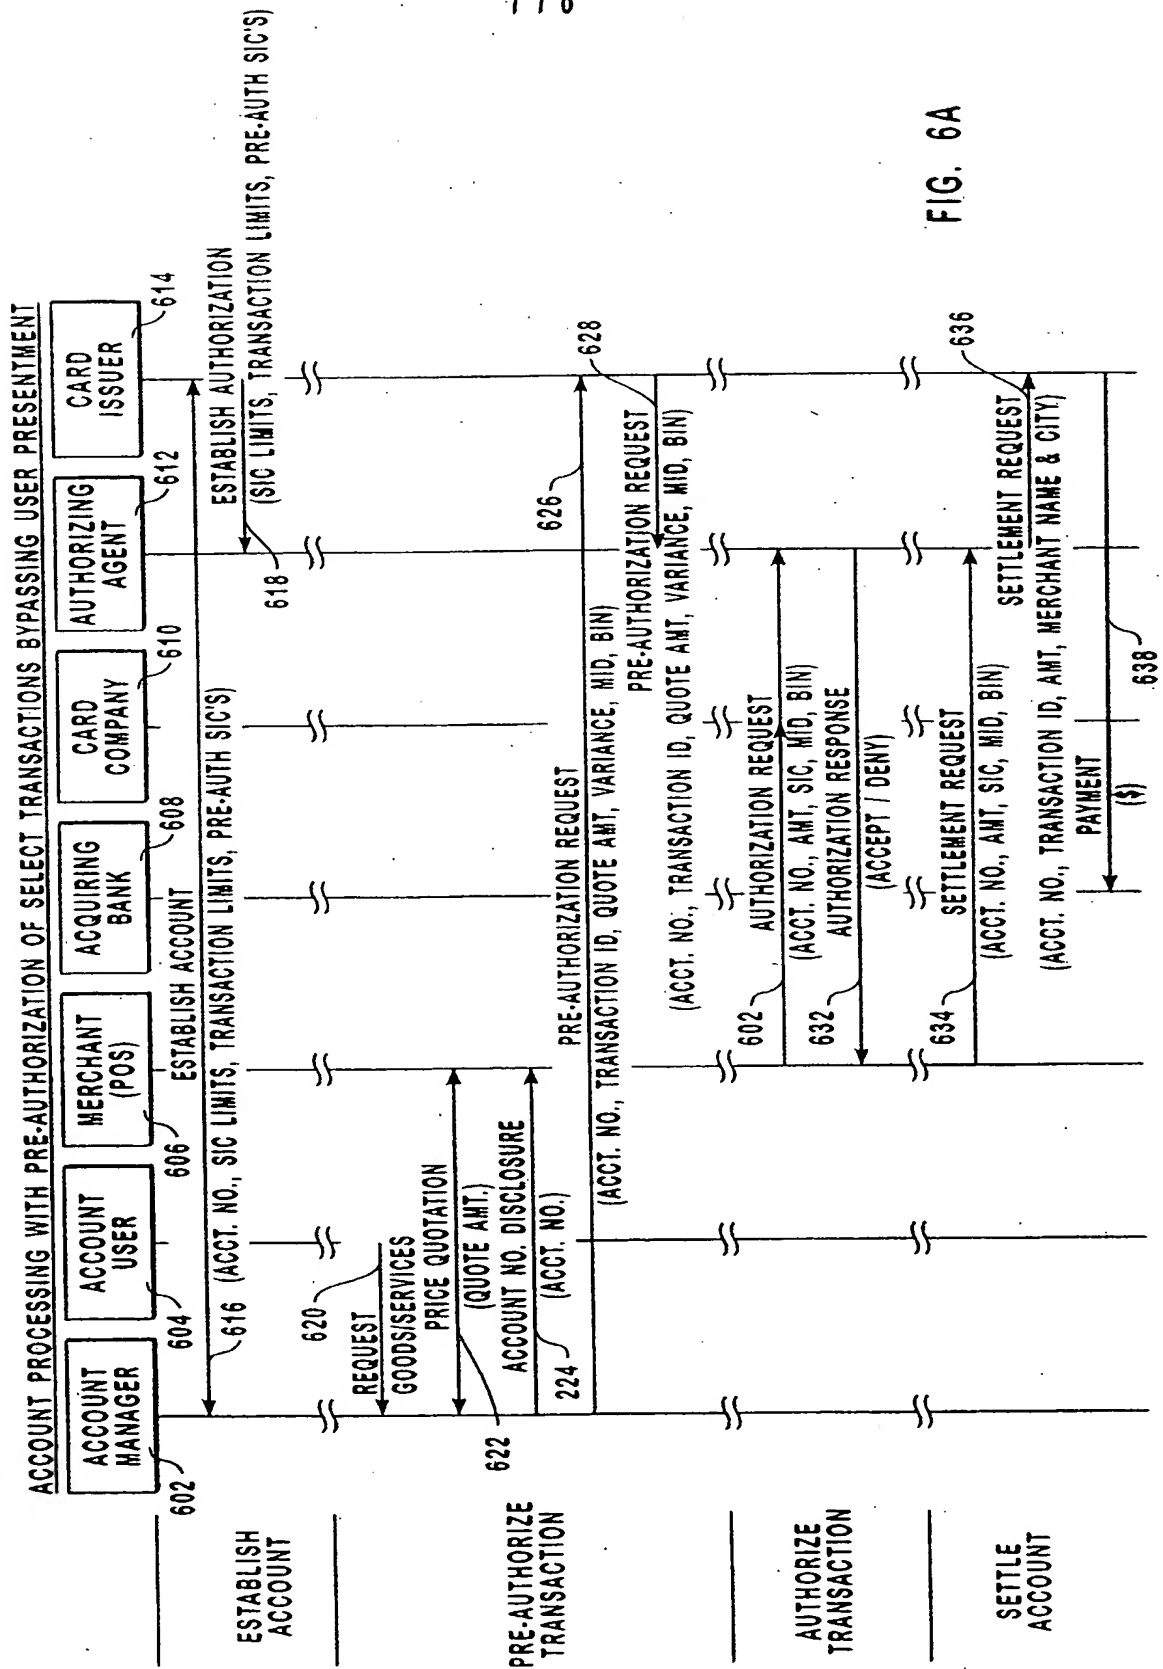 7 / 8
ACCOUNT PROCESSING WITH PRE-AUTHORIZATION OF SELECT TRANSACTIONS BYPASSING USER PRESENTMENT
ACCOUNT
MANAGER
602
ACCOUNT
USER
604
MERCHANT
(POS)
606
ACQUIRING
BANK
608
CARD
COMPANY
610
AUTHORIZING
AGENT
612
CARD
ISSUER
614
ESTABLISH
ACCOUNT
ESTABLISH ACCOUNT
616 (ACCT. NO., SIC LIMITS, TRANSACTION LIMITS, PRE-AUTH SIC'S)
ESTABLISH AUTHORIZATION
(SIC LIMITS, TRANSACTION LIMITS, PRE-AUTH SIC'S)
618
PRE-AUTHORIZE
TRANSACTION
620
REQUEST
GOODS/SERVICES
PRICE QUOTATION
(QUOTE AMT.)
622
ACCOUNT NO. DISCLOSURE
(ACCT. NO.)
224
PRE-AUTHORIZATION REQUEST
(ACCT. NO., TRANSACTION ID, QUOTE AMT, VARIANCE, MID, BIN)
626
PRE-AUTHORIZATION REQUEST
(ACCT. NO., TRANSACTION ID, QUOTE AMT, VARIANCE, MID, BIN)
628
AUTHORIZE
TRANSACTION
AUTHORIZATION REQUEST
(ACCT. NO., AMT, SIC, MID, BIN)
602
AUTHORIZATION RESPONSE
(ACCEPT / DENY)
632
SETTLE
ACCOUNT
SETTLEMENT REQUEST
(ACCT. NO., AMT, SIC, MID, BIN)
634
SETTLEMENT REQUEST
(ACCT. NO., TRANSACTION ID, AMT, MERCHANT NAME & CITY)
636
PAYMENT
($)
638
FIG. 6A